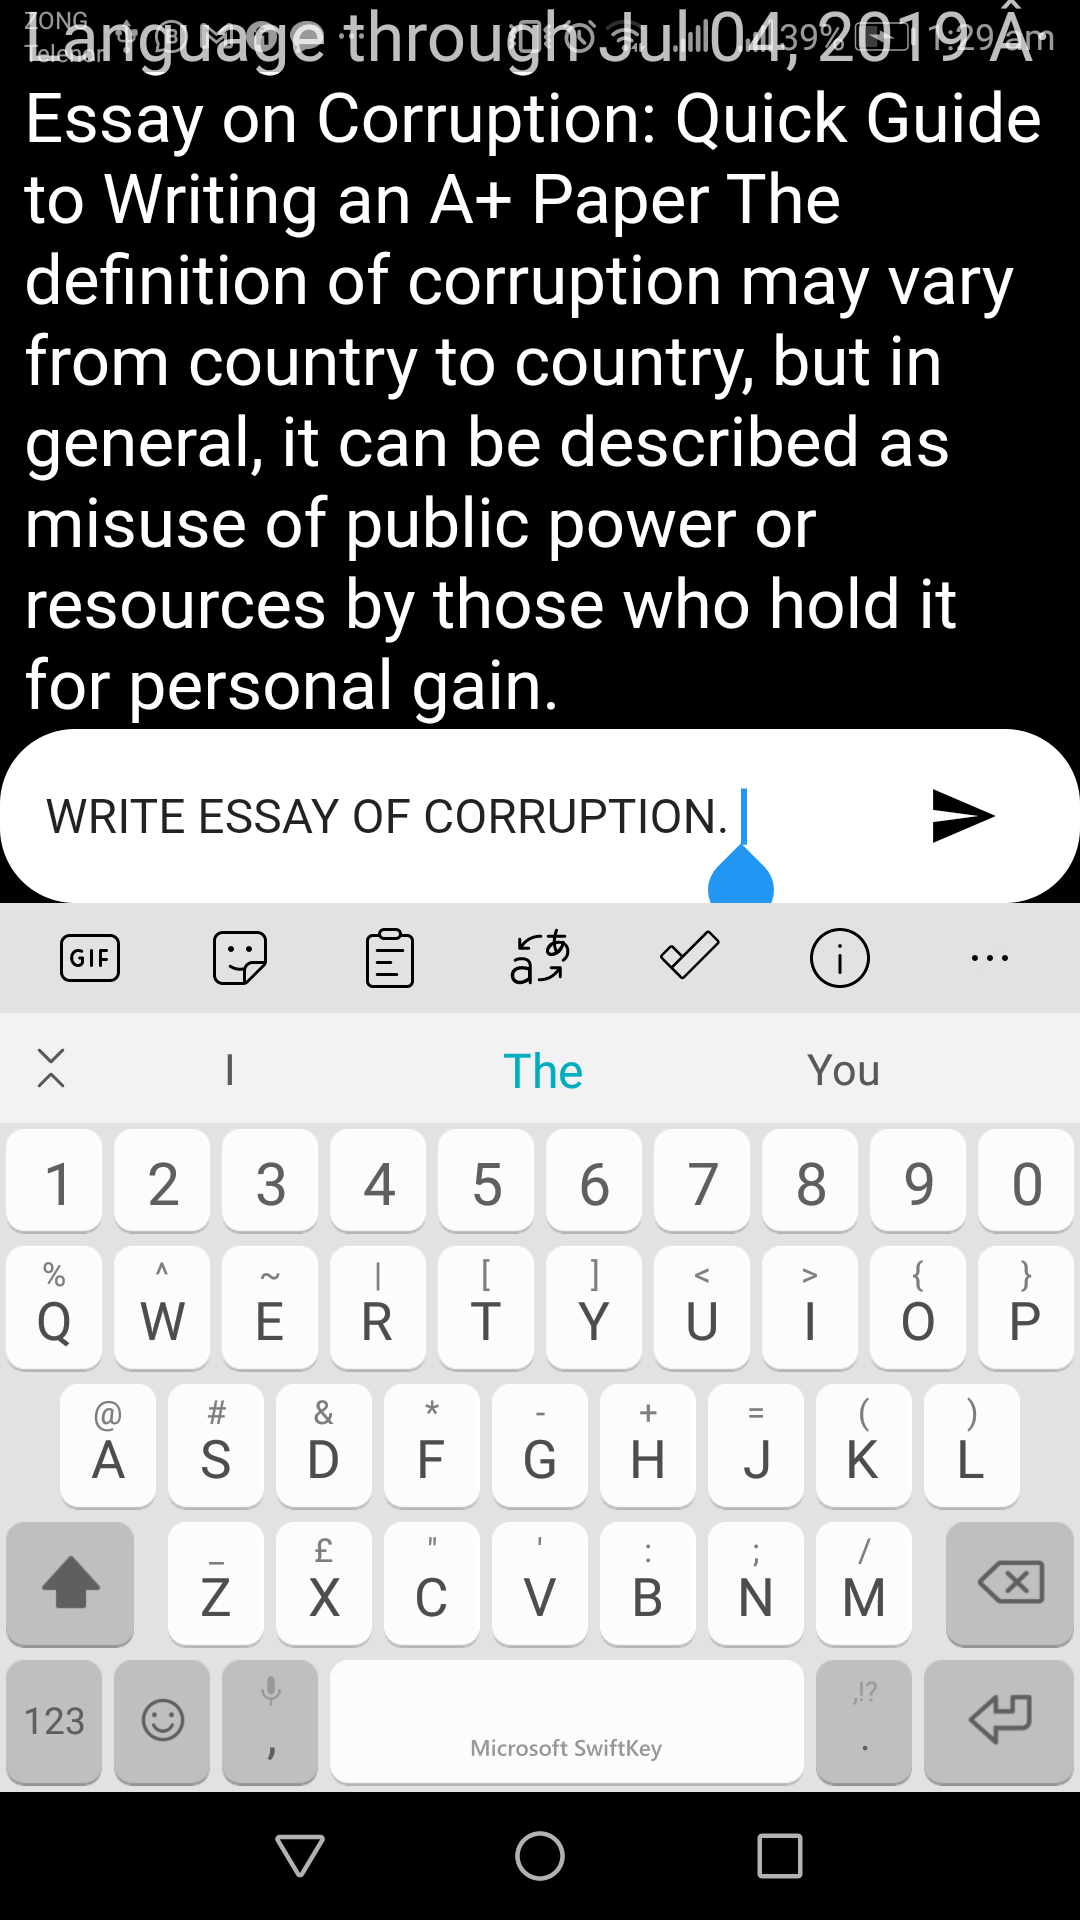 ZONG
Telenor
39%
1:29 am
Language through Jul 04, 2019 Â·
Essay on Corruption: Quick Guide
to Writing an A+ Paper The
definition of corruption may vary
from country to country, but in
general, it can be described as
misuse of public power or
resources by those who hold it
for personal gain.
WRITE ESSAY OF CORRUPTION.
GIF
I The You
1 2 3 4 5 6 7 8 9 0
% ^ ~ | [ ] < > { }
Q W E R T Y U I O P
@ # & * - + = ( )
A S D F G H J K L
_ £ " ' : ; /
Z X C V B N M
,!?
123 , Microsoft SwiftKey .